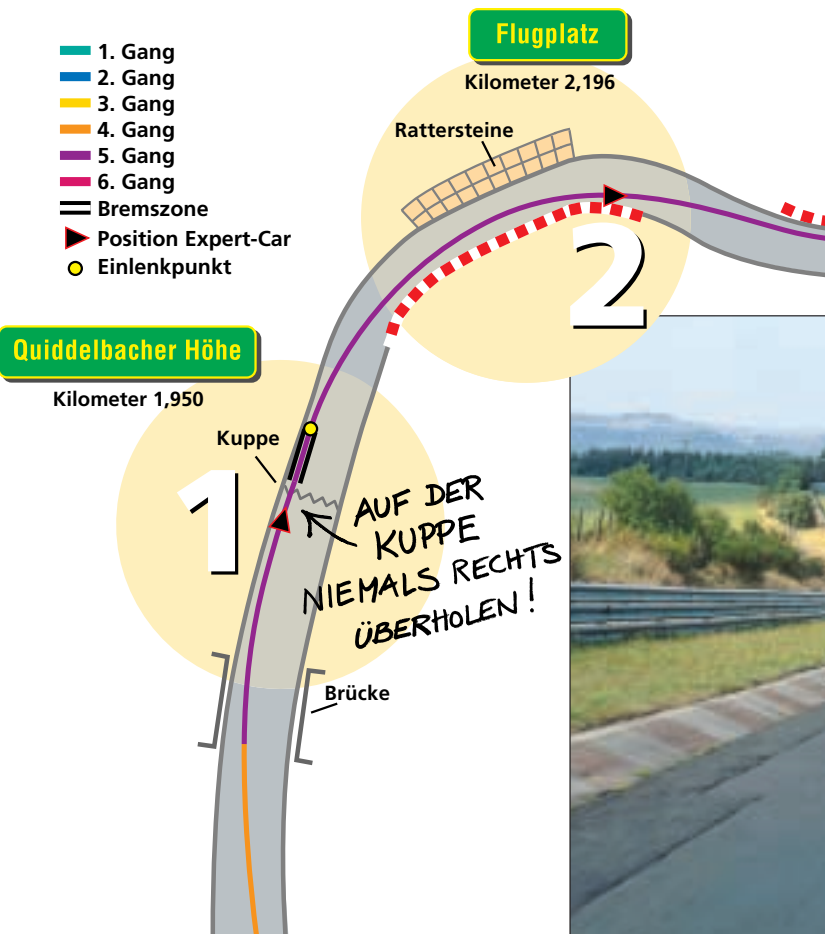 Flugplatz
Kilometer 2,196
1. Gang
2. Gang
3. Gang
4. Gang
5. Gang
6. Gang
Bremszone
Position Expert-Car
Einlenkpunkt
Rattersteine
2
Quiddelbacher Höhe
Kilometer 1,950
Kuppe
1
AUF DER
KUPPE
NIEMALS RECHTS
ÜBERHOLEN!
Brücke